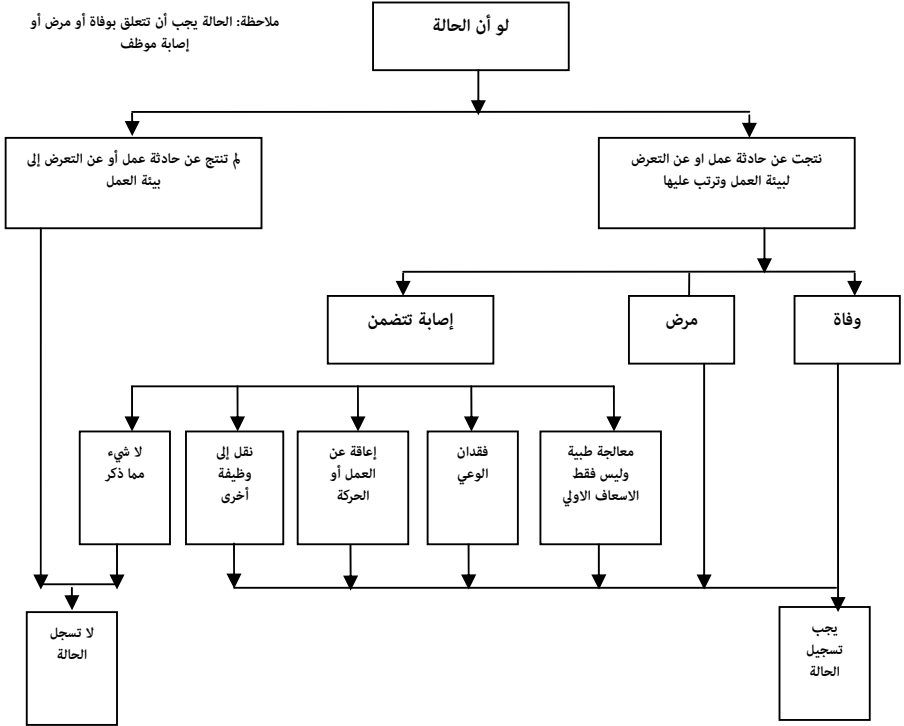 ملاحظة: الحالة يجب أن تتعلق بوفاة أو مرض أو
إصابة موظف
لو أن الحالة
نتجت عن حادثة عمل او عن التعرض
لبيئة العمل وترتب عليها
لم تنتج عن حادثة عمل أو عن التعرض إلى
بيئة العمل
وفاة
مرض
إصابة تتضمن
معالجة طبية
وليس فقط
الاسعاف الاولي
فقدان
الوعي
إعاقة عن
العمل أو
الحركة
نقل إلى
وظيفة
أخرى
لا شيء
مما ذكر
يجب
تسجيل
الحالة
لا تسجل
الحالة